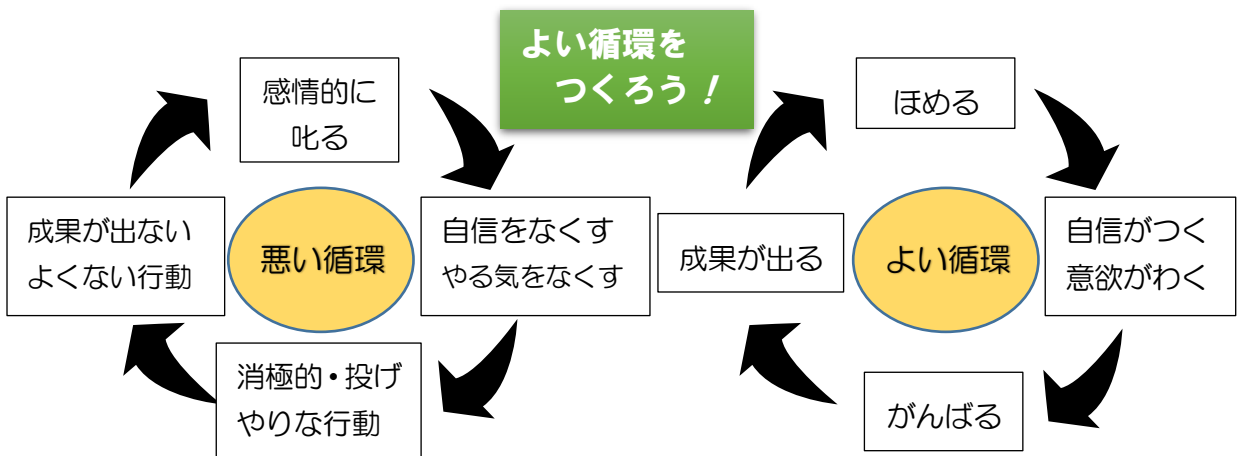 よい循環を
つくろう！
感情的に
叱る
成果が出ない
よくない行動
悪い循環
自信をなくす
やる気をなくす
消極的・投げ
やりな行動
ほめる
成果が出る
よい循環
自信がつく
意欲がわく
がんばる